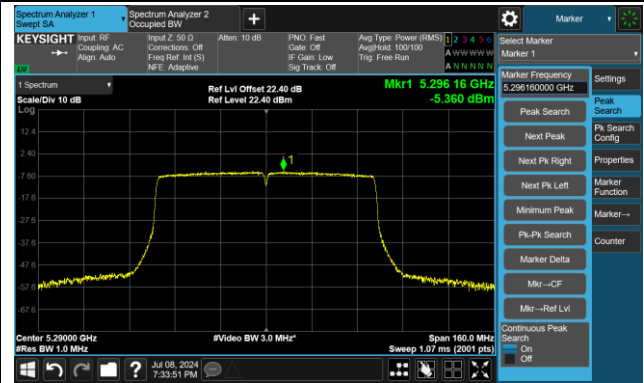 Spectrum Analyzer 1
Swept SA
Spectrum Analyzer 2
Occupied BW
Marker
KEYSIGHT
Input: RF
Coupling: AC
Align: Auto
Input Z: 50 Ω
Corrections: Off
Freq Ref: Int (S)
NFE: Adaptive
Atten: 10 dB
PNO: Fast
Gate: Off
IF Gain: Low
Sig Track: Off
Avg Type: Power (RMS)
Avg|Hold: 100/100
Trig: Free Run
1 2 3 4 5 6
A W W W W W
A N N N N N
Select Marker
Marker 1
1 Spectrum
Scale/Div 10 dB
Log
Ref Lvl Offset 22.40 dB
Ref Level 22.40 dBm
Mkr1 5.296 16 GHz
-5.360 dBm
12.4
2.40
-7.60
-17.6
-27.6
-37.6
-47.6
-57.6
-67.6
1
Center 5.29000 GHz
#Res BW 1.0 MHz
#Video BW 3.0 MHz*
Span 160.0 MHz
Sweep 1.07 ms (2001 pts)
Marker Frequency
5.296160000 GHz
Peak Search
Next Peak
Next Pk Right
Next Pk Left
Minimum Peak
Pk-Pk Search
Marker Delta
Mkr→CF
Mkr→Ref Lvl
Continuous Peak
Search
On
Off
Settings
Peak
Search
Pk Search
Config
Properties
Marker
Function
Marker→
Counter
Jul 08, 2024
7:33:51 PM